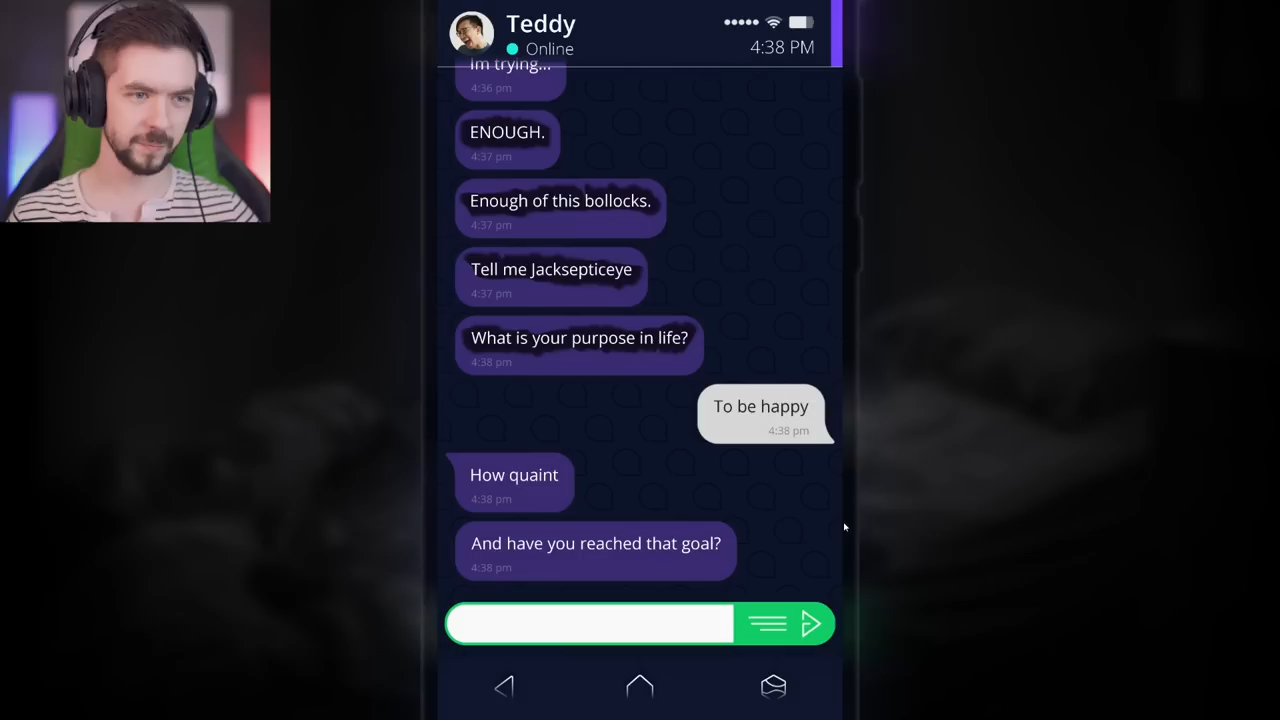 Teddy
Online
4:38 PM
Im trying...
4:36 pm
ENOUGH.
4:37 pm
Enough of this bollocks.
4:37 pm
Tell me Jacksepticeye
4:37 pm
What is your purpose in life?
4:38 pm
To be happy
4:38 pm
How quaint
4:38 pm
And have you reached that goal?
4:38 pm